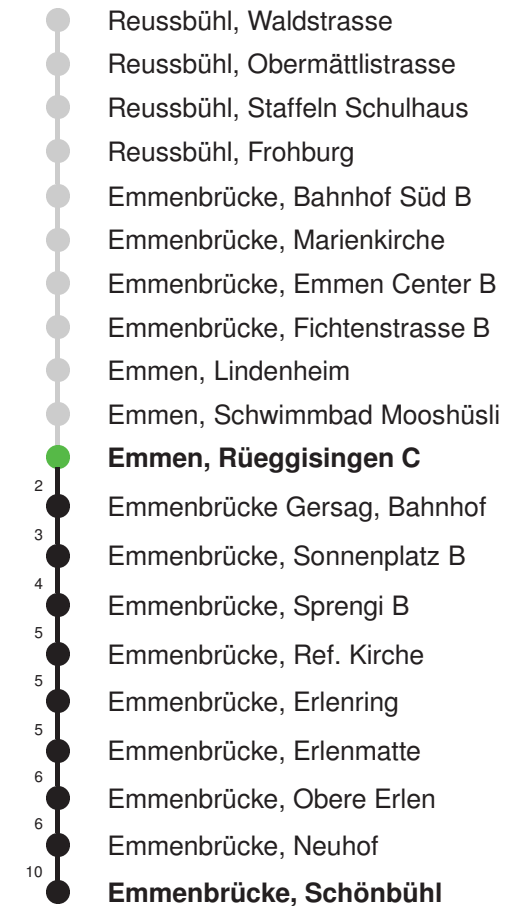 Reussbühl, Waldstrasse
Reussbühl, Obermättlistrasse
Reussbühl, Staffeln Schulhaus
Reussbühl, Frohburg
Emmenbrücke, Bahnhof Süd B
Emmenbrücke, Marienkirche
Emmenbrücke, Emmen Center B
Emmenbrücke, Fichtenstrasse B
Emmen, Lindenheim
Emmen, Schwimmbad Mooshüsli
Emmen, Rüeggisingen C
2 Emmenbrücke Gersag, Bahnhof
3 Emmenbrücke, Sonnenplatz B
4 Emmenbrücke, Sprengi B
5 Emmenbrücke, Ref. Kirche
5 Emmenbrücke, Erlenring
5 Emmenbrücke, Erlenmatte
6 Emmenbrücke, Obere Erlen
6 Emmenbrücke, Neuhof
10 Emmenbrücke, Schönbühl